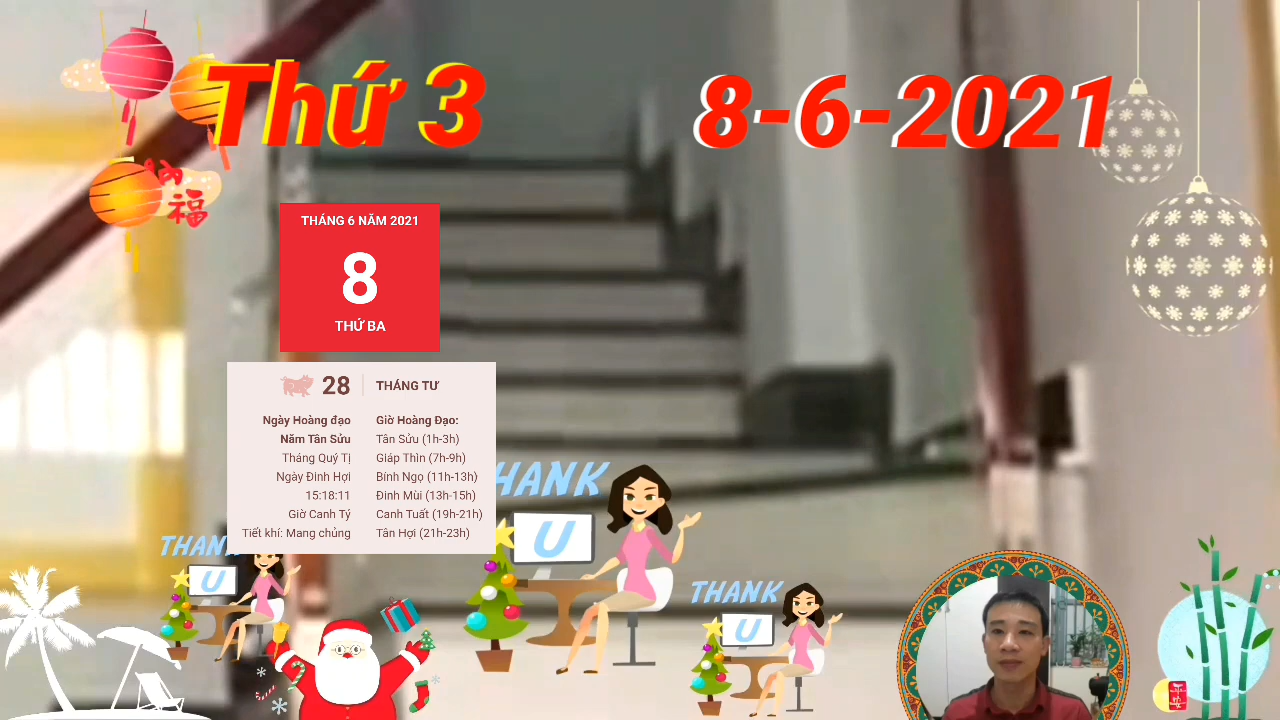 Thứ 3
8-6-2021
福
THÁNG 6 NĂM 2021
8
THỨ BA
28
THÁNG TƯ
Ngày Hoàng đạo
Năm Tân Sửu
Tháng Quý Tị
Ngày Đinh Hợi
15:18:11
Giờ Canh Tý
Tiết khí: Mang chủng
Giờ Hoàng Đạo:
Tân Sửu (1h-3h)
Giáp Thìn (7h-9h)
Bính Ngọ (11h-13h)
Đinh Mùi (13h-15h)
Canh Tuất (19h-21h)
Tân Hợi (21h-23h)
HANK
U
THAN
U
THANK
U